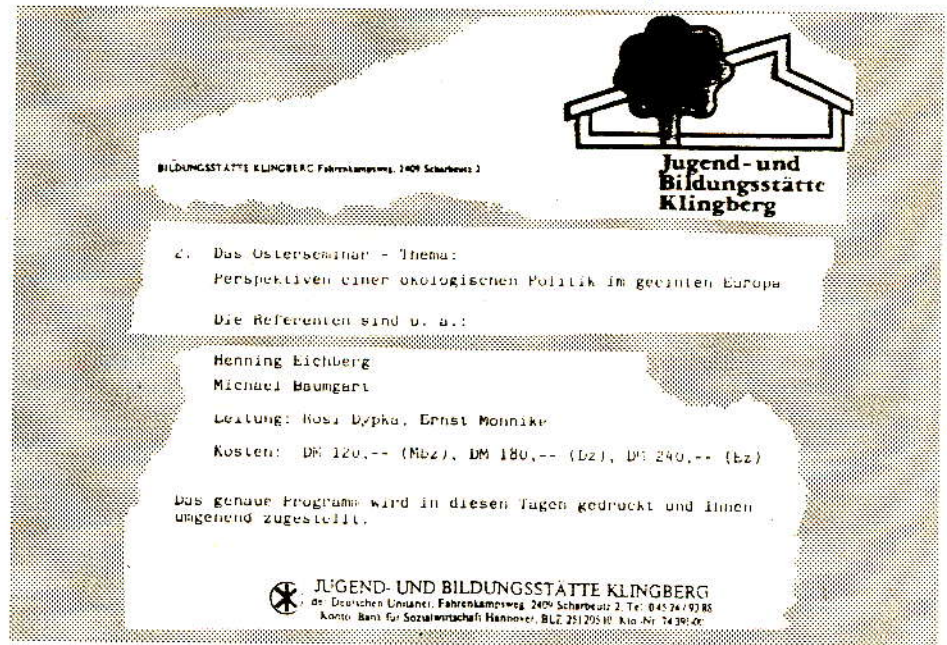 Jugend- und
Bildungsstätte
Klingberg
BILDUNGSSTÄTTE KLINGBERG Fahrenkampsweg, 2409 Scharbeutz 2
2. Das Osterseminar - Thema:
Perspektiven einer ökologischen Politik im geeinten Europa
Die Referenten sind u. a.:
Henning Eichberg
Michael Baumgart
Leitung: Rosi Dypka, Ernst Mönnike
Kosten: DM 120,-- (Mbz), DM 180,-- (Dz), DM 240,-- (Ez)
Das genaue Programm wird in diesen Tagen gedruckt und Ihnen
umgehend zugestellt.
JUGEND- UND BILDUNGSSTÄTTE KLINGBERG
der Deutschen Unitarier, Fahrenkampsweg, 2409 Scharbeutz 2, Tel
Konto: Bank für Sozialwirtschaft Hannover, BLZ 25120510 Kto.-Nr.